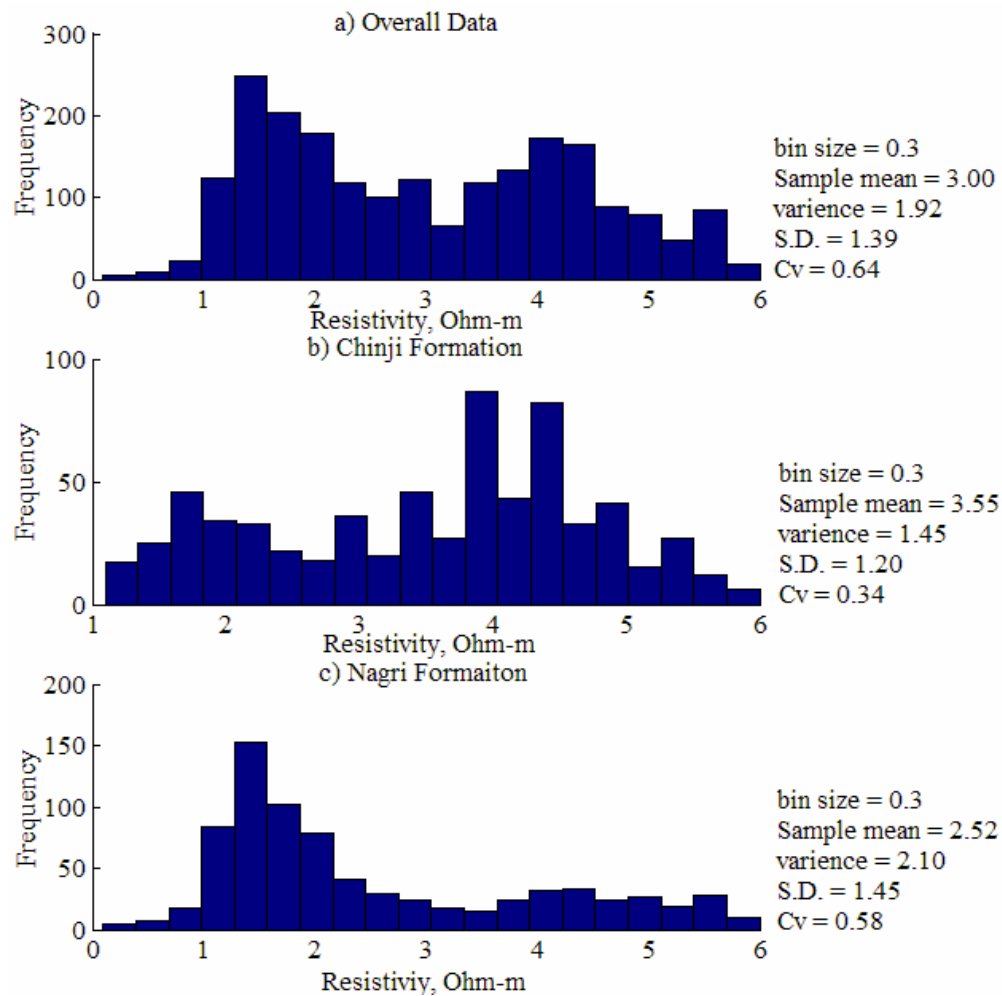 a) Overall Data
300
200
100
0
Frequency
0 1 2 3 4 5 6
Resistivity, Ohm-m
bin size = 0.3
Sample mean = 3.00
varience = 1.92
S.D. = 1.39
Cv = 0.64
b) Chinji Formation
100
50
0
Frequency
1 2 3 4 5 6
Resistivity, Ohm-m
bin size = 0.3
Sample mean = 3.55
varience = 1.45
S.D. = 1.20
Cv = 0.34
c) Nagri Formaiton
200
150
100
50
0
Frequency
0 1 2 3 4 5 6
Resistiviy, Ohm-m
bin size = 0.3
Sample mean = 2.52
varience = 2.10
S.D. = 1.45
Cv = 0.58